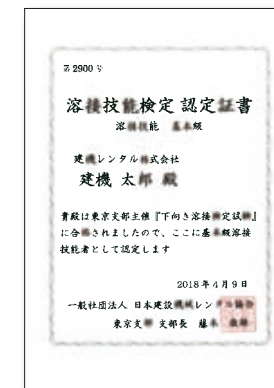 第2900号
溶接技能検定 認定証書
溶接技能 基本級
建機レンタル株式会社
建機 太郎 殿
貴殿は東京支部主催『下向き溶接検定試験』
に合格されましたので、ここに基本級溶接
技能者として認定します
2018年4月9日
一般社団法人 日本建設機械レンタル協会
東京支部 支部長 藤本